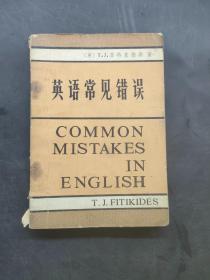 英语常见错误
COMMON
MISTAKES
IN
ENGLISH
T. J. FITIKIDES